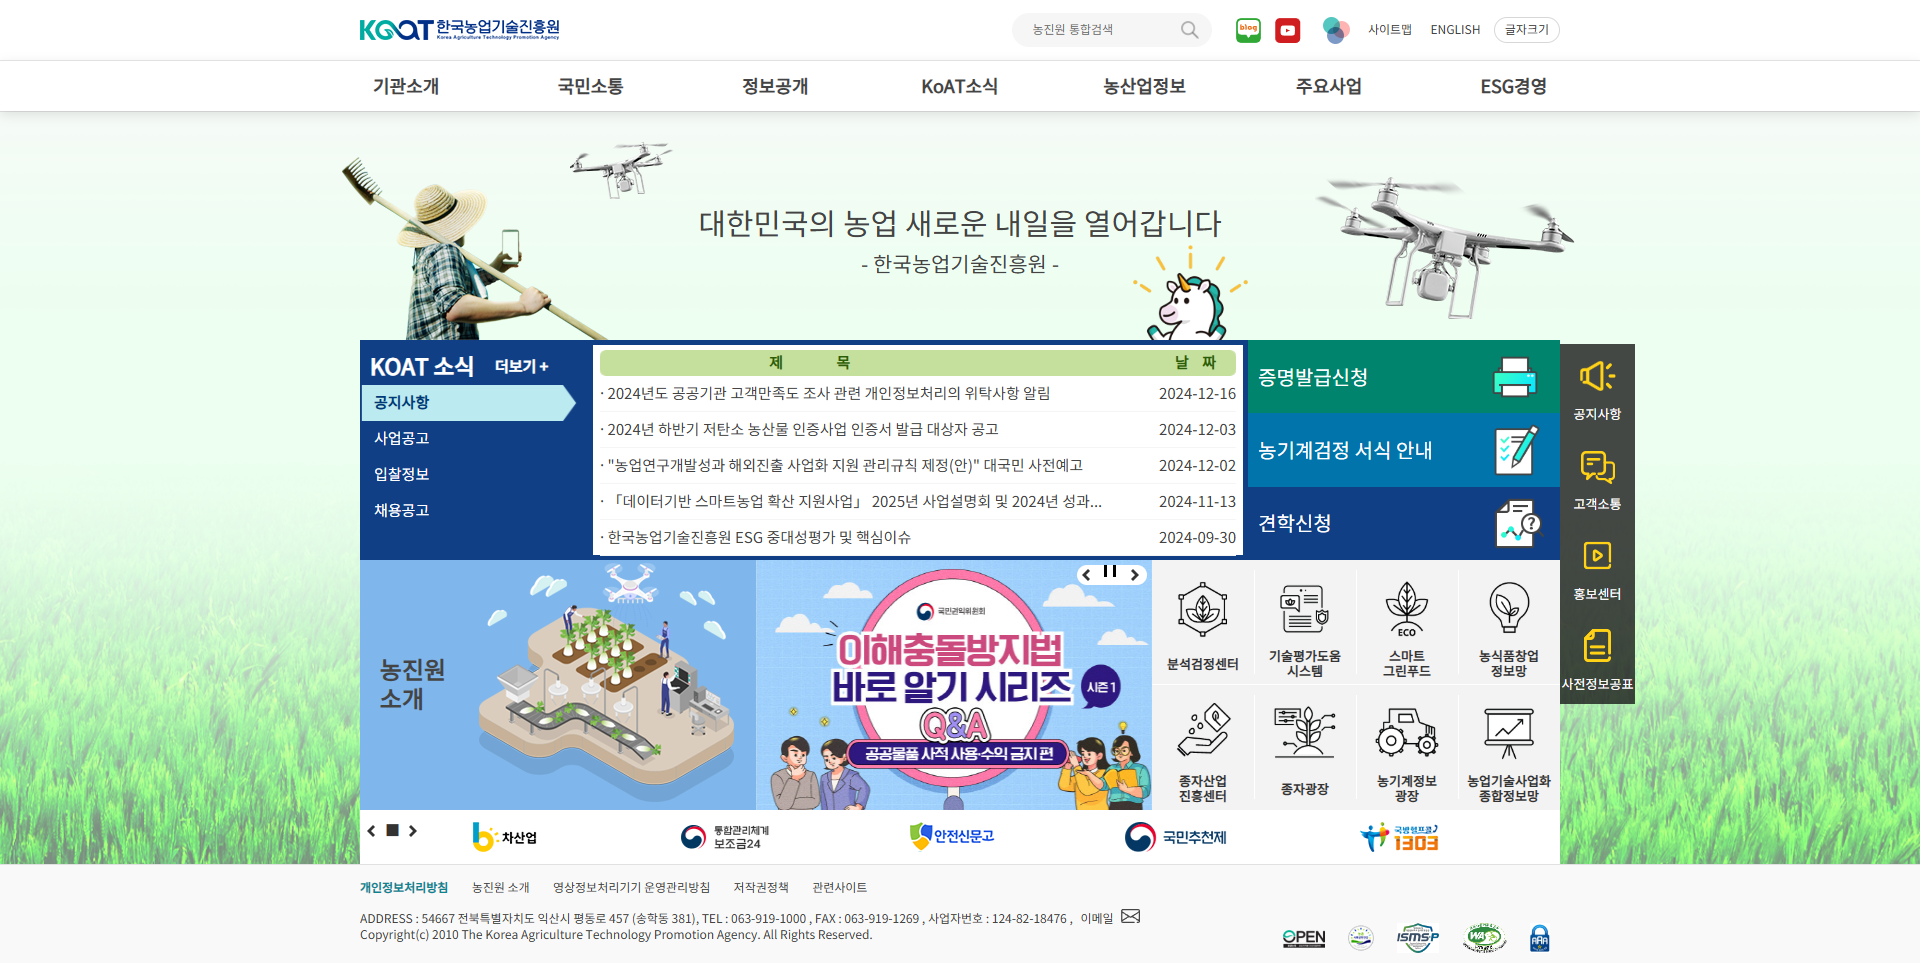 KOAT 한국농업기술진흥원
Korea Agriculture Technology Promotion Agency
농진원 통합검색
blog
사이트맵
ENGLISH
글자크기
기관소개
국민소통
정보공개
KoAT소식
농산업정보
주요사업
ESG경영
대한민국의 농업 새로운 내일을 열어갑니다
- 한국농업기술진흥원 -
KOAT 소식 더보기 +
공지사항
사업공고
입찰정보
채용공고
제 목 날 짜
· 2024년도 공공기관 고객만족도 조사 관련 개인정보처리의 위탁사항 알림 2024-12-16
· 2024년 하반기 저탄소 농산물 인증사업 인증서 발급 대상자 공고 2024-12-03
· "농업연구개발성과 해외진출 사업화 지원 관리규칙 제정(안)" 대국민 사전예고 2024-12-02
· 「데이터기반 스마트농업 확산 지원사업」 2025년 사업설명회 및 2024년 성과... 2024-11-13
· 한국농업기술진흥원 ESG 중대성평가 및 핵심이슈 2024-09-30
증명발급신청
농기계검정 서식 안내
견학신청
공지사항
고객소통
홍보센터
사전정보공표
농진원
소개
국민권익위원회
이해충돌방지법
바로 알기 시리즈
시즌 1
Q&A
공공물품 사적 사용·수익 금지 편
분석검정센터
기술평가도움
시스템
ECO
스마트
그린푸드
농식품창업
정보망
종자산업
진흥센터
종자광장
농기계정보
광장
농업기술사업화
종합정보망
b 차산업
통합관리체계
보조금24
안전신문고
국민추천제
국방헬프콜
1303
개인정보처리방침
농진원 소개
영상정보처리기기 운영관리방침
저작권정책
관련사이트
ADDRESS : 54667 전북특별자치도 익산시 평동로 457 (송학동 381), TEL : 063-919-1000 , FAX : 063-919-1269 , 사업자번호 : 124-82-18476 , 이메일
Copyright(c) 2010 The Korea Agriculture Technology Promotion Agency. All Rights Reserved.
OPEN
ISMS-P
WA